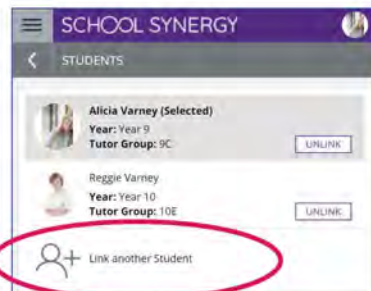 SCHOOL SYNERGY
STUDENTS
Alicia Varney (Selected)
Year: Year 9
Tutor Group: 9C
UNLINK
Reggie Varney
Year: Year 10
Tutor Group: 10E
UNLINK
Link another Student